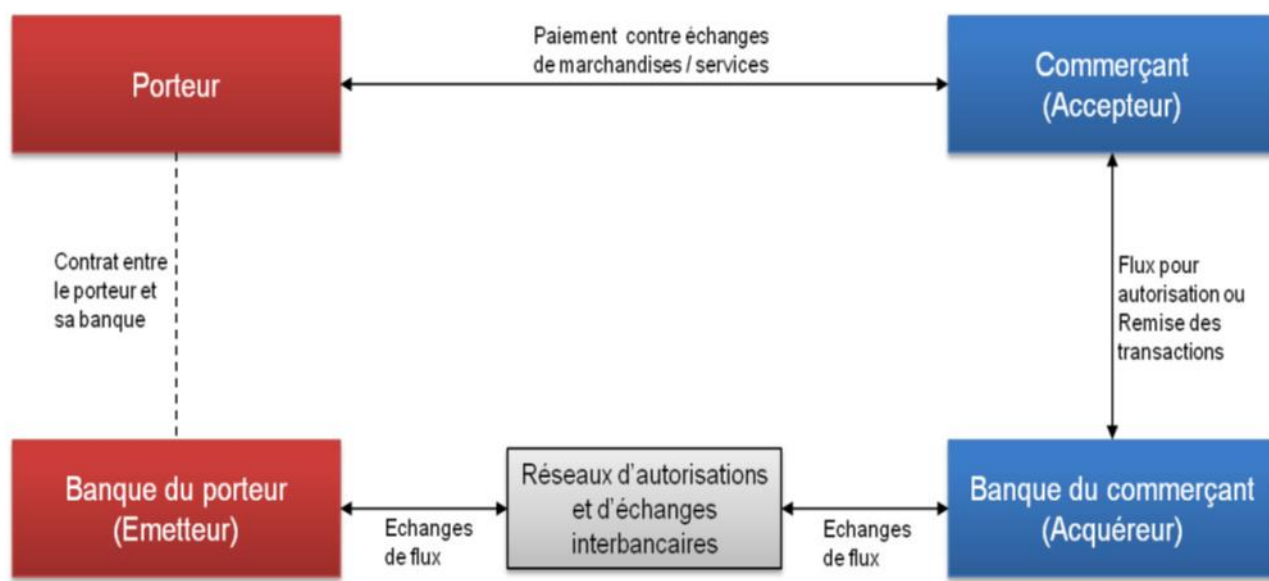 Porteur
Paiement contre échanges
de marchandises / services
Commerçant
(Accepteur)
Contrat entre
le porteur et
sa banque
Flux pour
autorisation ou
Remise des
transactions
Banque du porteur
(Emetteur)
Echanges
de flux
Réseaux d'autorisations
et d'échanges
interbancaires
Echanges
de flux
Banque du commerçant
(Acquéreur)